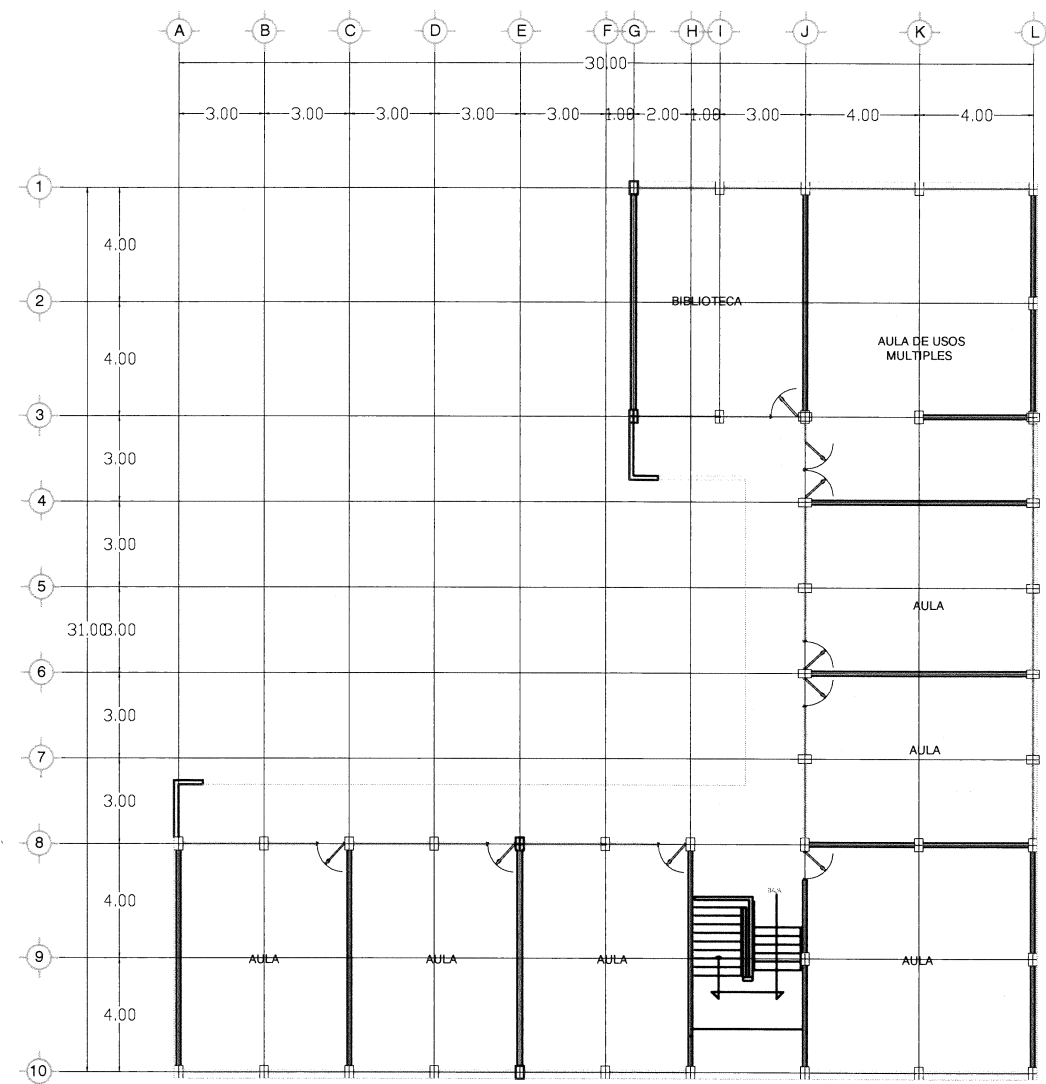 A B C D E F G H I J K L
30.00
3.00 3.00 3.00 3.00 3.00 1.00 2.00 1.00 3.00 4.00 4.00
1
4.00
2
BIBLIOTECA
AULA DE USOS
MULTIPLES
4.00
3
3.00
4
3.00
5
AULA
31.00 3.00
6
3.00
7
AULA
3.00
8
4.00
BAJA
9
AULA AULA AULA AULA
4.00
10